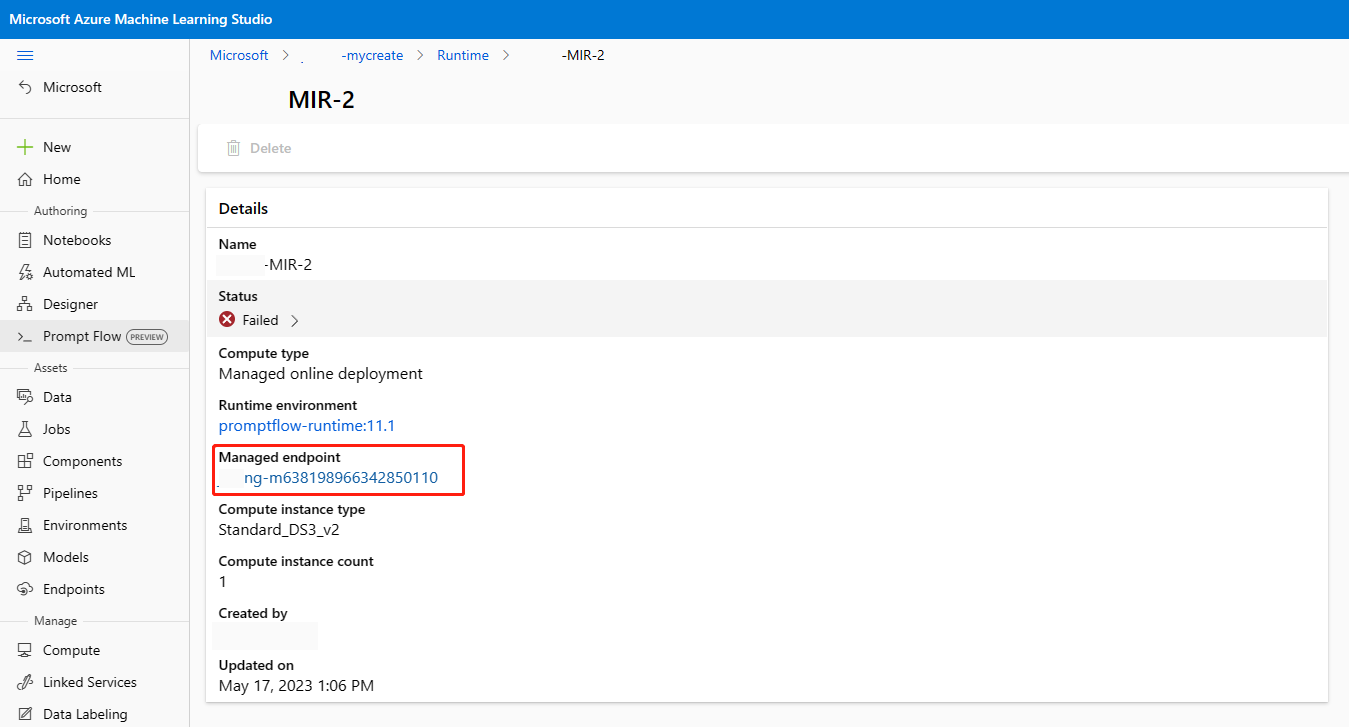 Microsoft Azure Machine Learning Studio
Microsoft > -mycreate > Runtime > -MIR-2
Microsoft
MIR-2
Delete
New
Home
Authoring
Notebooks
Automated ML
Designer
Prompt Flow PREVIEW
Assets
Data
Jobs
Components
Pipelines
Environments
Models
Endpoints
Manage
Compute
Linked Services
Data Labeling
Details
Name
-MIR-2
Status
Failed >
Compute type
Managed online deployment
Runtime environment
promptflow-runtime:11.1
Managed endpoint
ng-m638198966342850110
Compute instance type
Standard_DS3_v2
Compute instance count
1
Created by
Updated on
May 17, 2023 1:06 PM